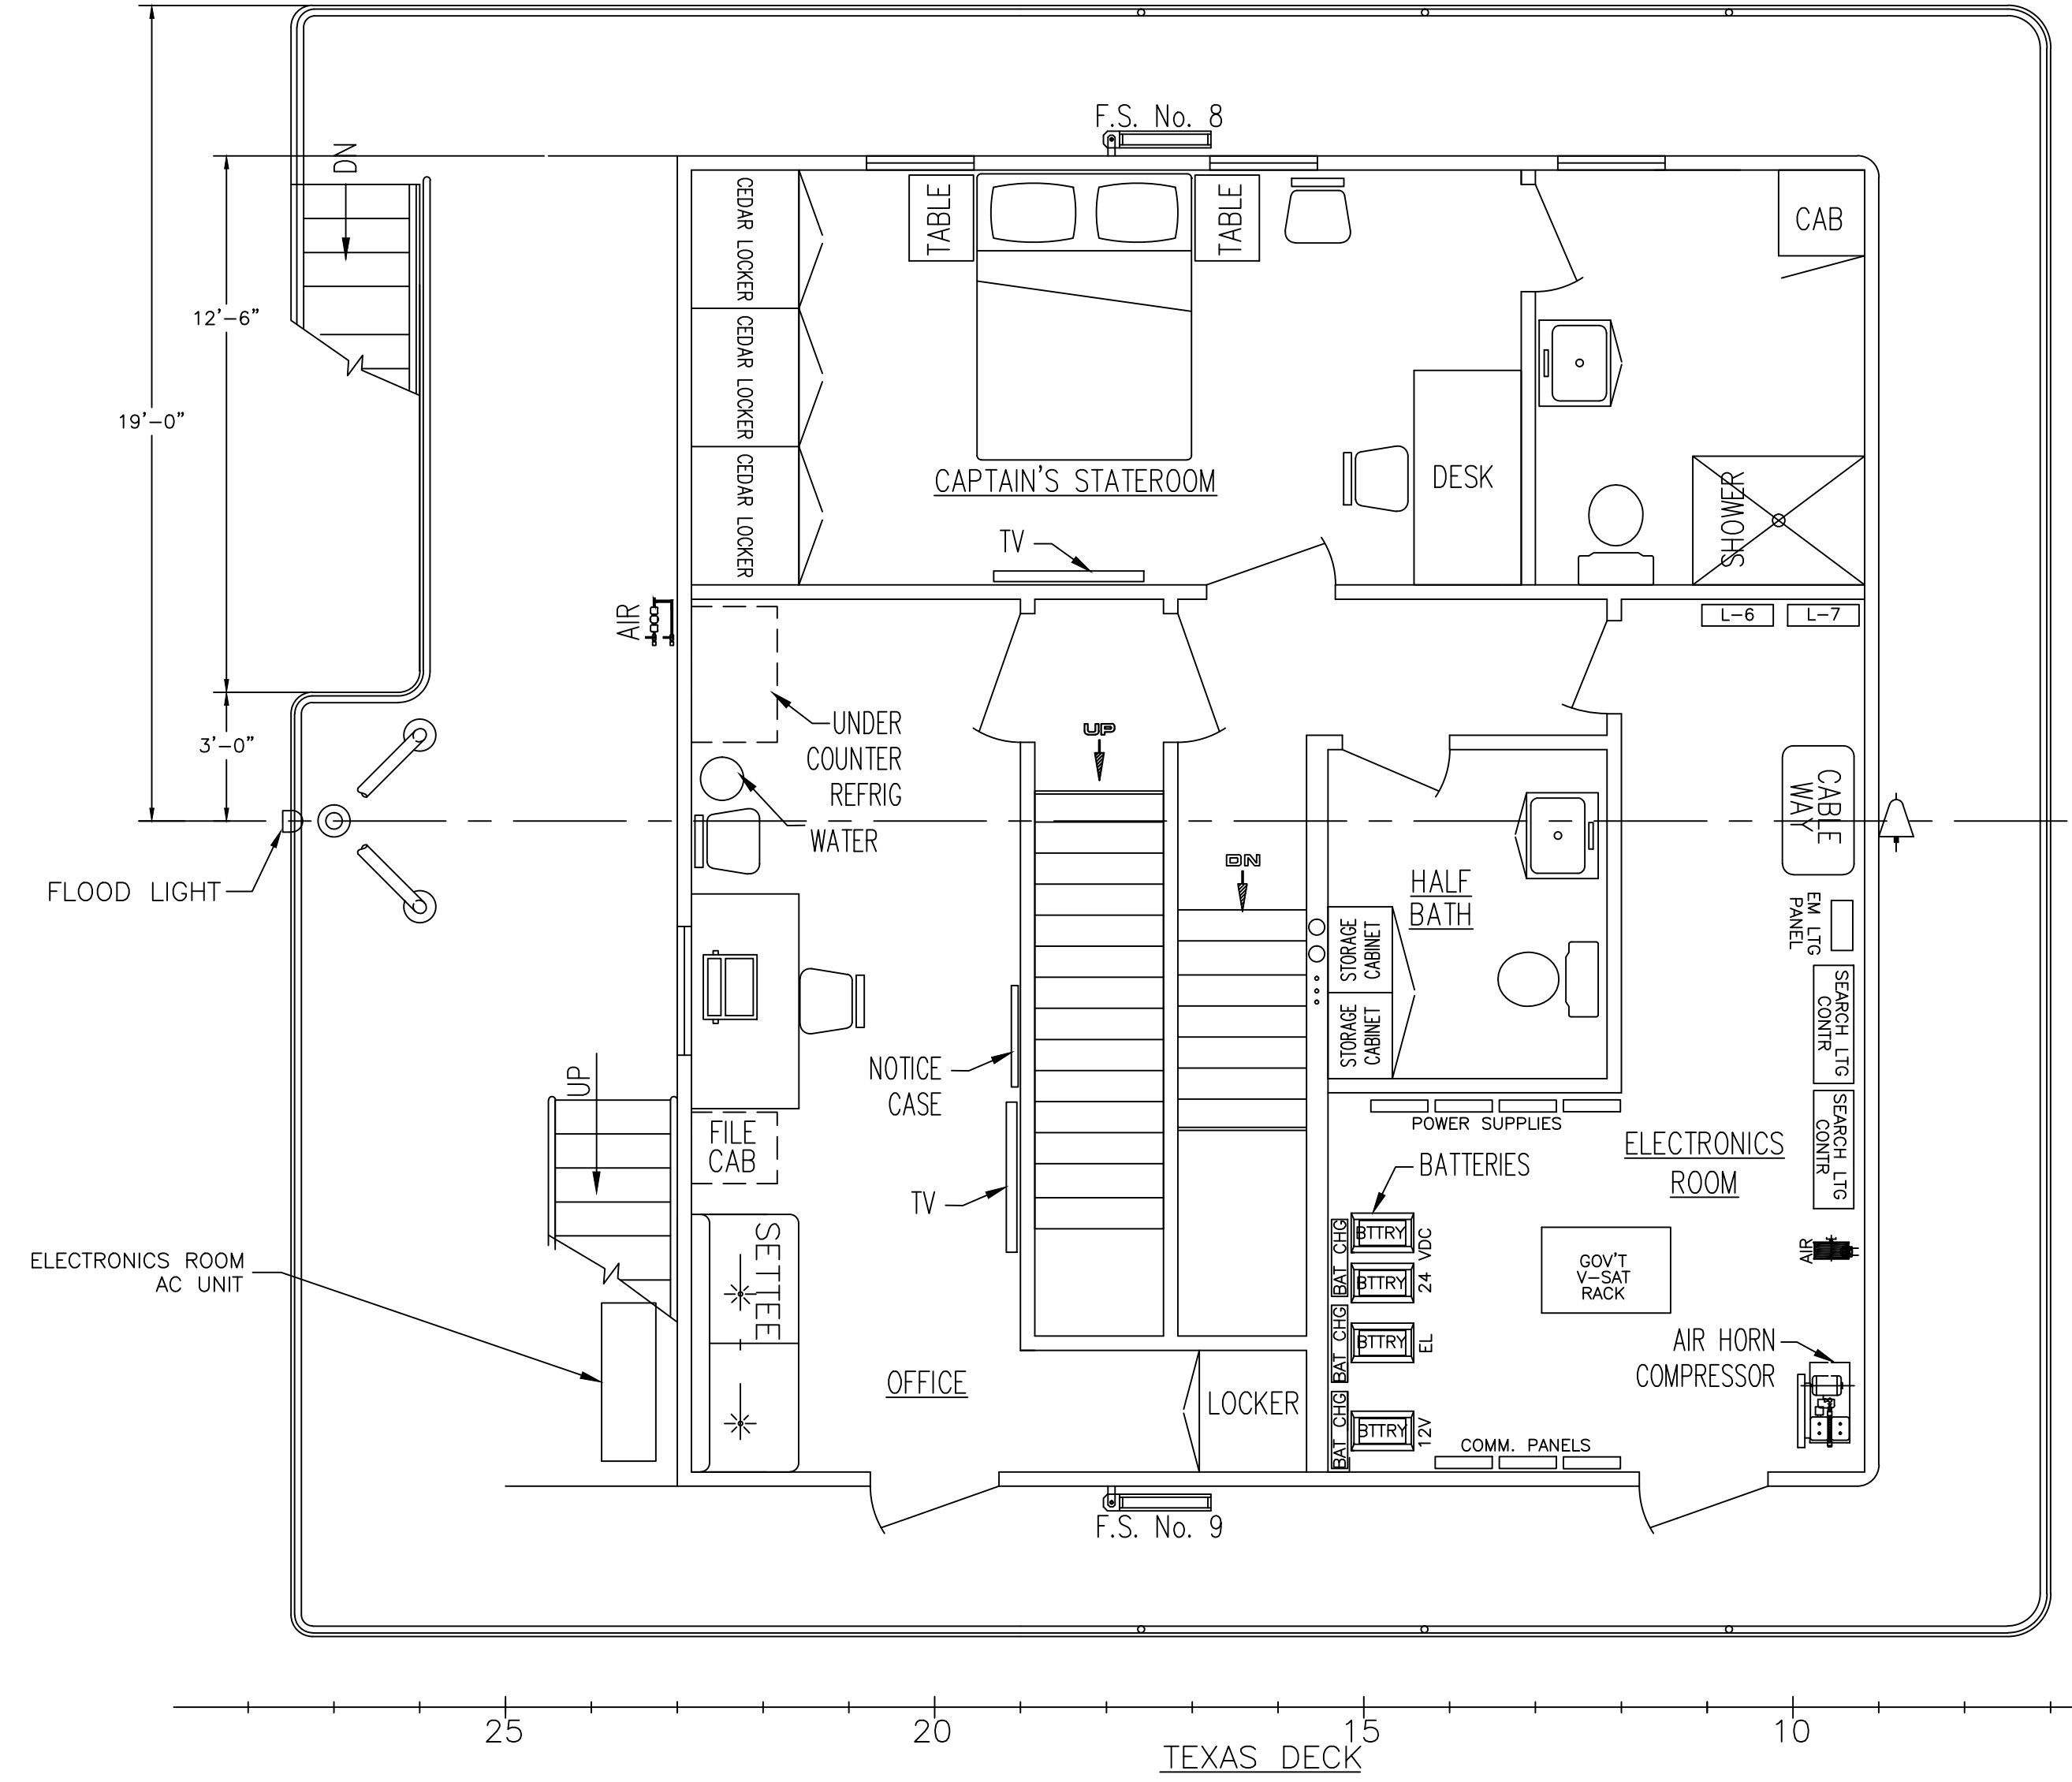 F.S. No. 8
DN
12'-6"
19'-0"
3'-0"
CEDAR LOCKER
CEDAR LOCKER
CEDAR LOCKER
TABLE
TABLE
CAB
CAPTAIN'S STATEROOM
DESK
SHOWER
TV
AIR
L-6
L-7
UNDER
COUNTER
REFRIG
WATER
UP
DN
CABLE
WAY
FLOOD LIGHT
HALF
BATH
STORAGE
CABINET
STORAGE
CABINET
EM LTG
PANEL
SEARCH LTG
CONTR
SEARCH LTG
CONTR
NOTICE
CASE
UP
FILE
CAB
TV
POWER SUPPLIES
ELECTRONICS
ROOM
BATTERIES
SETTEE
ELECTRONICS ROOM
AC UNIT
BAT CHG
BTTRY
BTTRY
24 VDC
BAT CHG
BTTRY
EL
BAT CHG
BTTRY
12V
GOV'T
V-SAT
RACK
AIR
AIR HORN
COMPRESSOR
OFFICE
LOCKER
COMM. PANELS
F.S. No. 9
25
20
15
10
TEXAS DECK